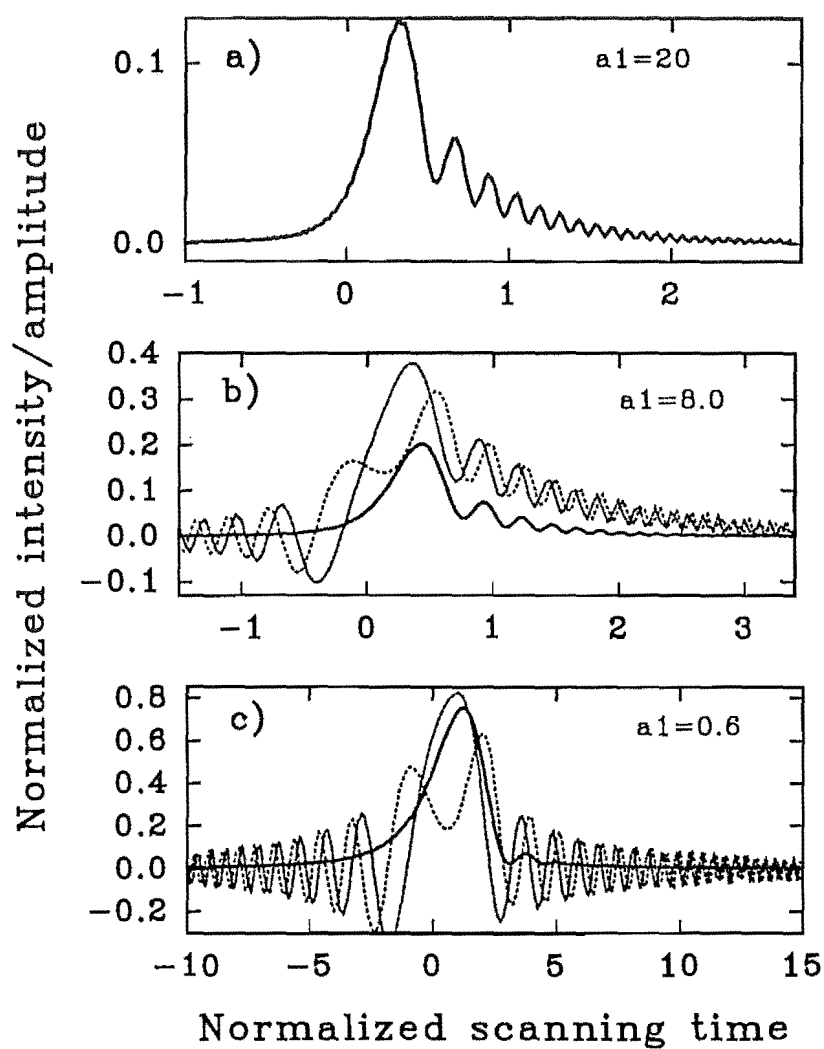 Normalized intensity/amplitude
a)
a1=20
0.1
0.0
−1 0 1 2
b)
a1=8.0
0.4
0.3
0.2
0.1
0.0
−0.1
−1 0 1 2 3
c)
a1=0.6
0.8
0.6
0.4
0.2
0.0
−0.2
−10 −5 0 5 10 15
Normalized scanning time